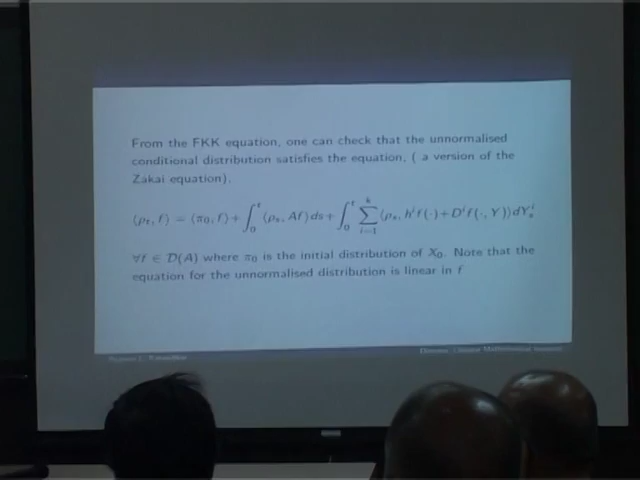 From the FKK equation, one can check that the unnormalised
conditional distribution satisfies the equation, ( a version of the
Zakai equation),
⟨ρ_t, f⟩ = ⟨π_0, f⟩ + ∫_0^t ⟨ρ_s, Af⟩ds + ∫_0^t ∑_{i=1}^k ⟨ρ_s, h^i f(·) + D^i f(·, Y)⟩dY_s^i
∀f ∈ D(A) where π_0 is the initial distribution of X_0. Note that the
equation for the unnormalised distribution is linear in f